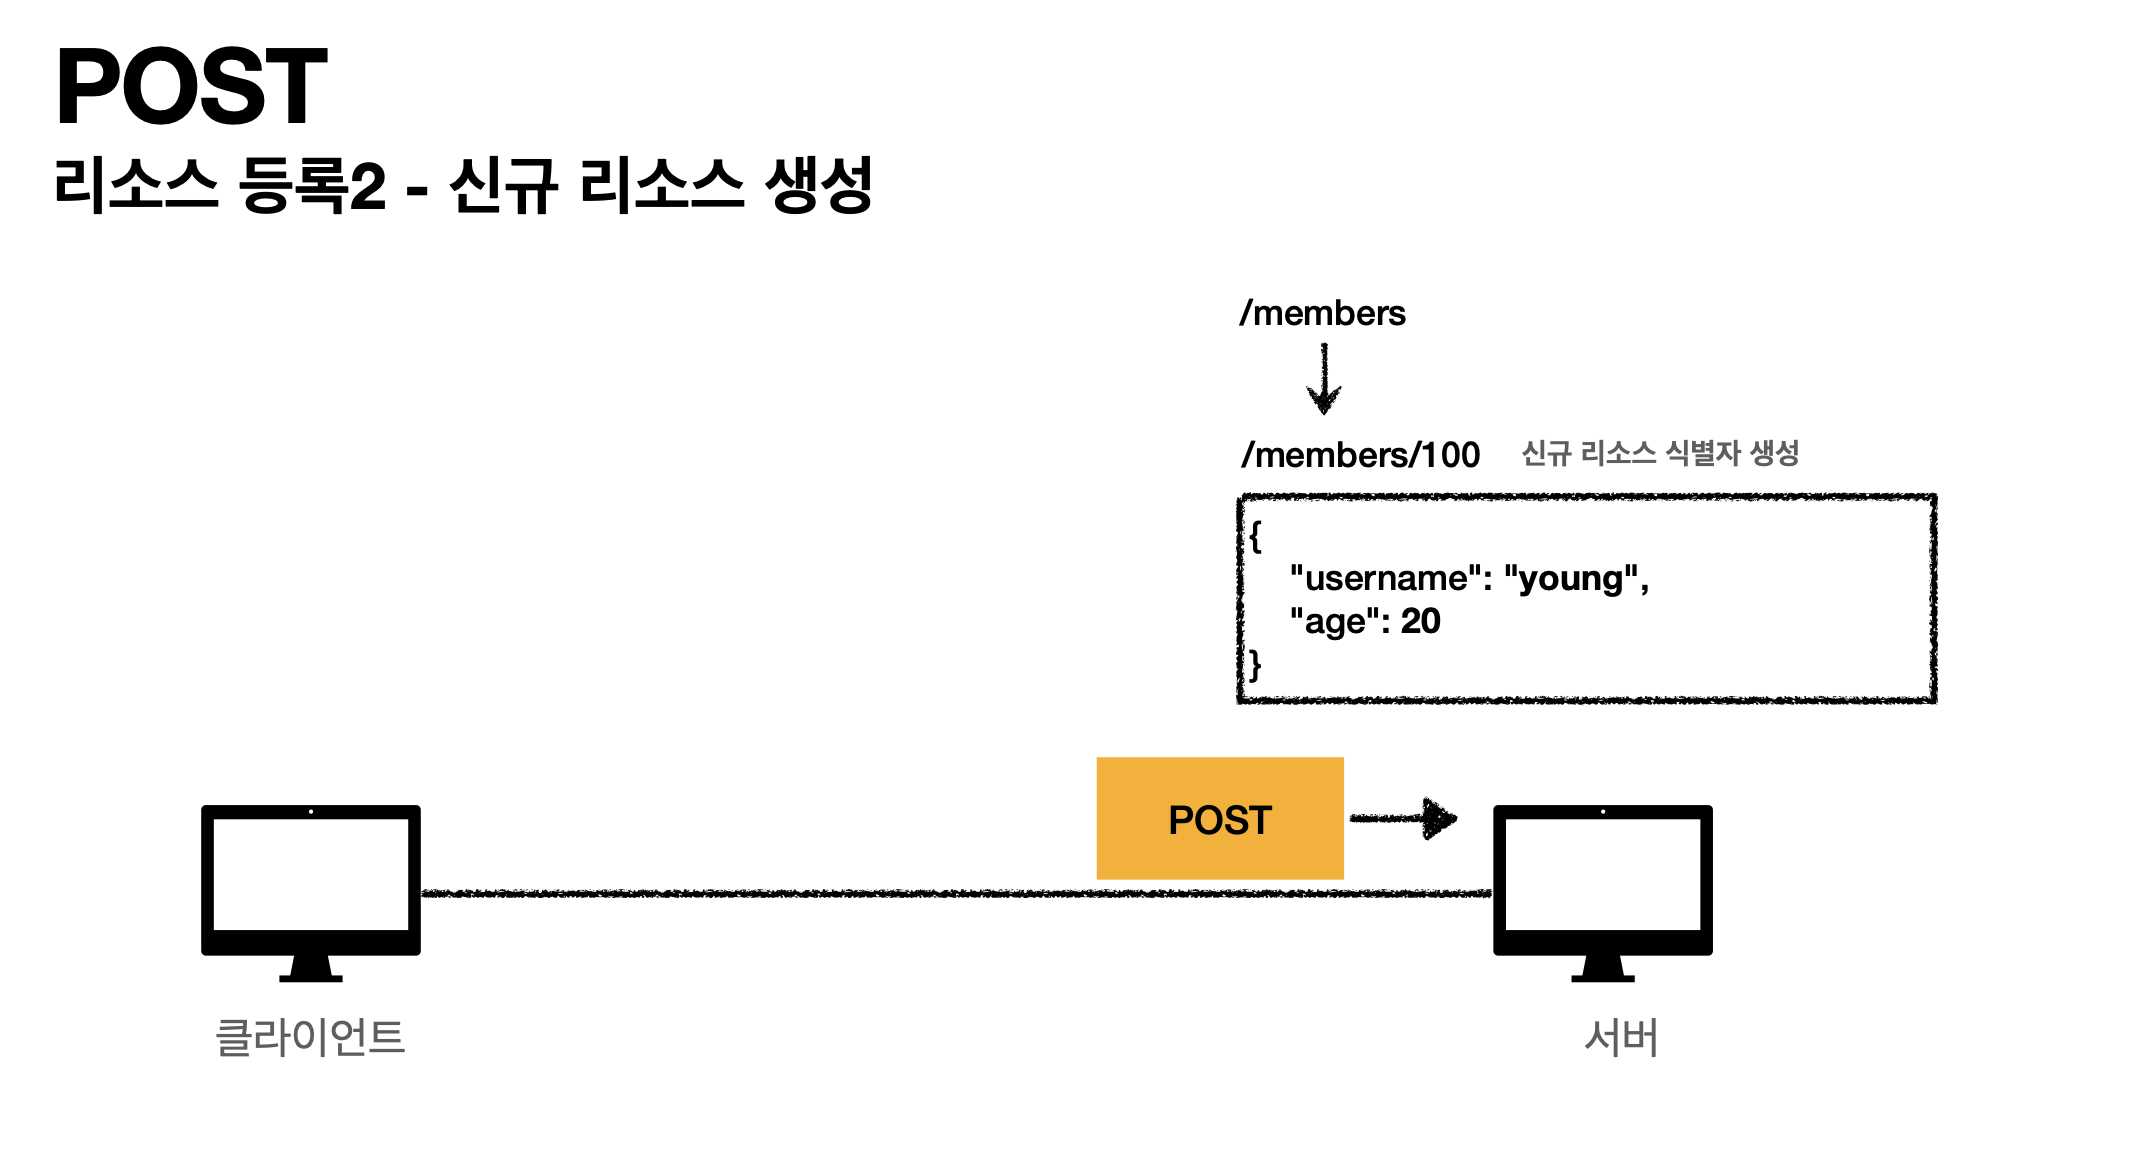 POST
리소스 등록2 - 신규 리소스 생성
/members
/members/100 신규 리소스 식별자 생성
{
"username": "young",
"age": 20
}
POST
클라이언트
서버